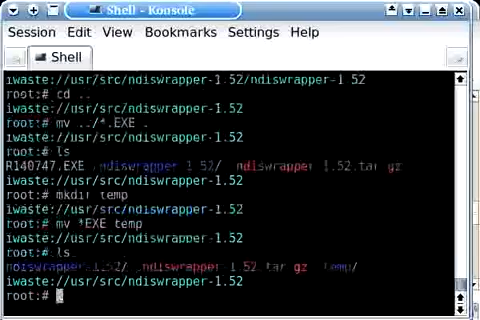 Shell - Konsole
Session Edit View Bookmarks Settings Help
Shell
iwaste://usr/src/ndiswrapper-1.52/ndiswrapper-1 52
root:# cd ..
iwaste://usr/src/ndiswrapper-1.52
root:# mv ../*.EXE .
iwaste://usr/src/ndiswrapper-1.52
root:# ls
R140747.EXE ndiswrapper 1 52/ ndiswrapper 1.52.tar gz
iwaste://usr/src/ndiswrapper-1.52
root:# mkdir temp
iwaste://usr/src/ndiswrapper-1.52
root:# mv *EXE temp
iwaste://usr/src/ndiswrapper-1.52
root:# ls
ndiswrapper-1.52/ ndiswrapper-1.52.tar gz temp/
iwaste://usr/src/ndiswrapper-1.52
root:#